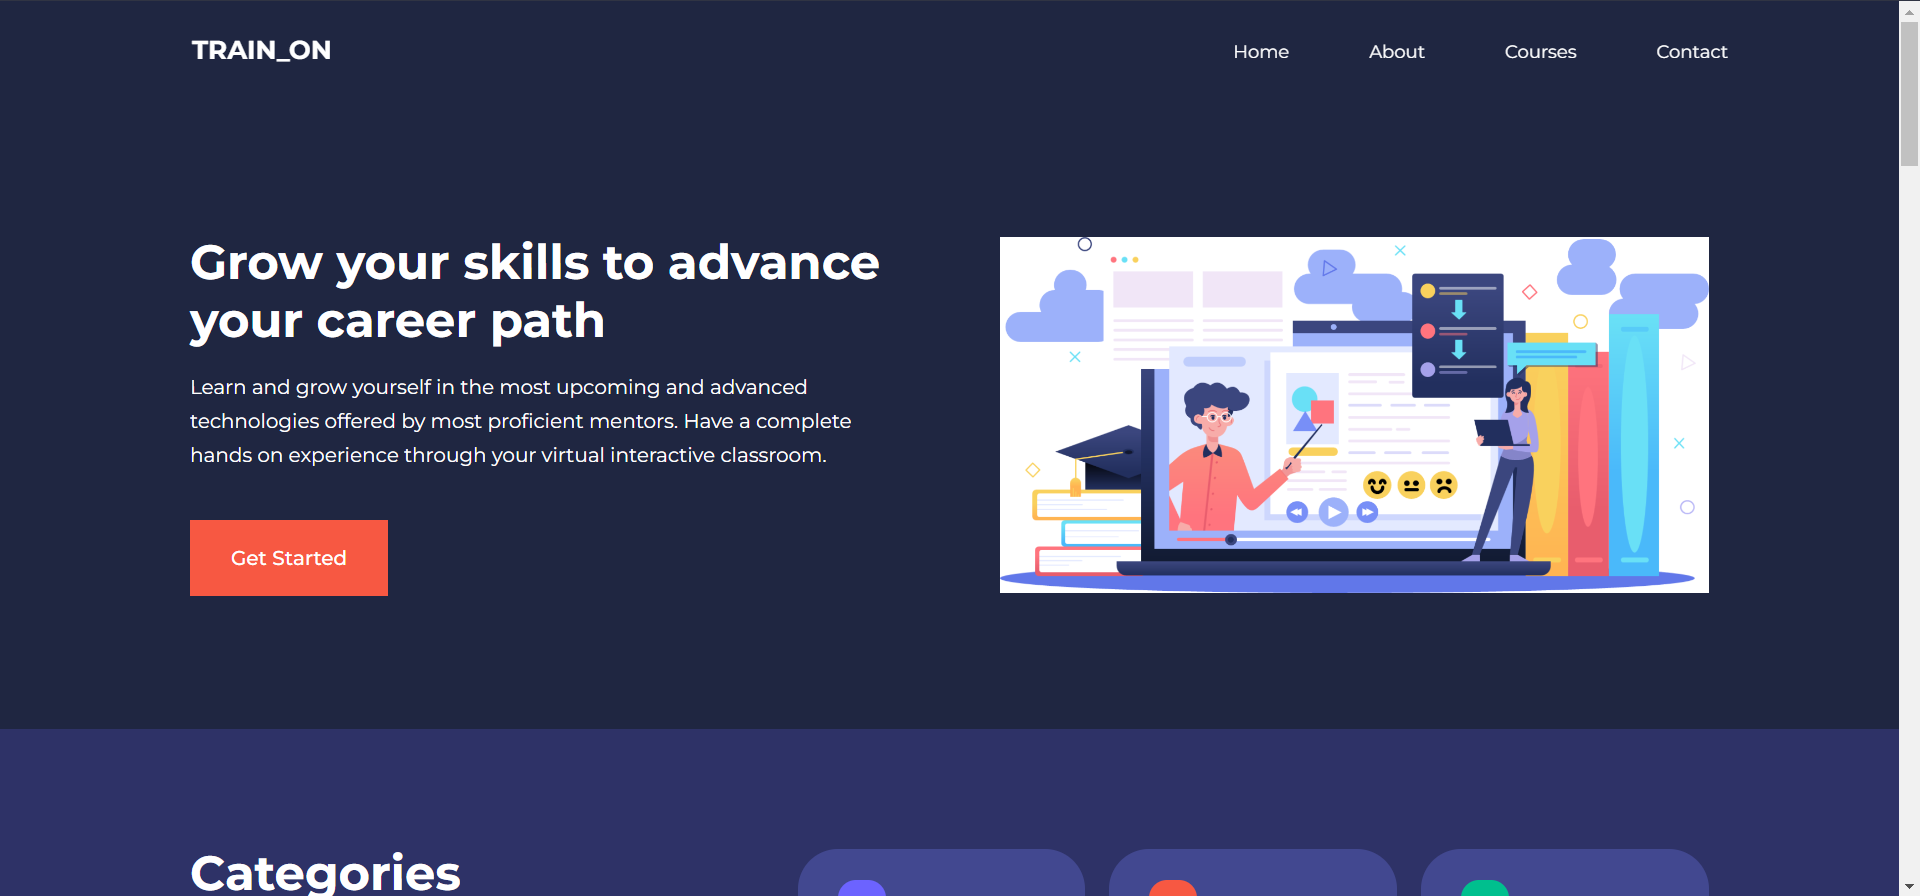 TRAIN_ON
Home
About
Courses
Contact
Grow your skills to advance
your career path
Learn and grow yourself in the most upcoming and advanced
technologies offered by most proficient mentors. Have a complete
hands on experience through your virtual interactive classroom.
Get Started
Categories